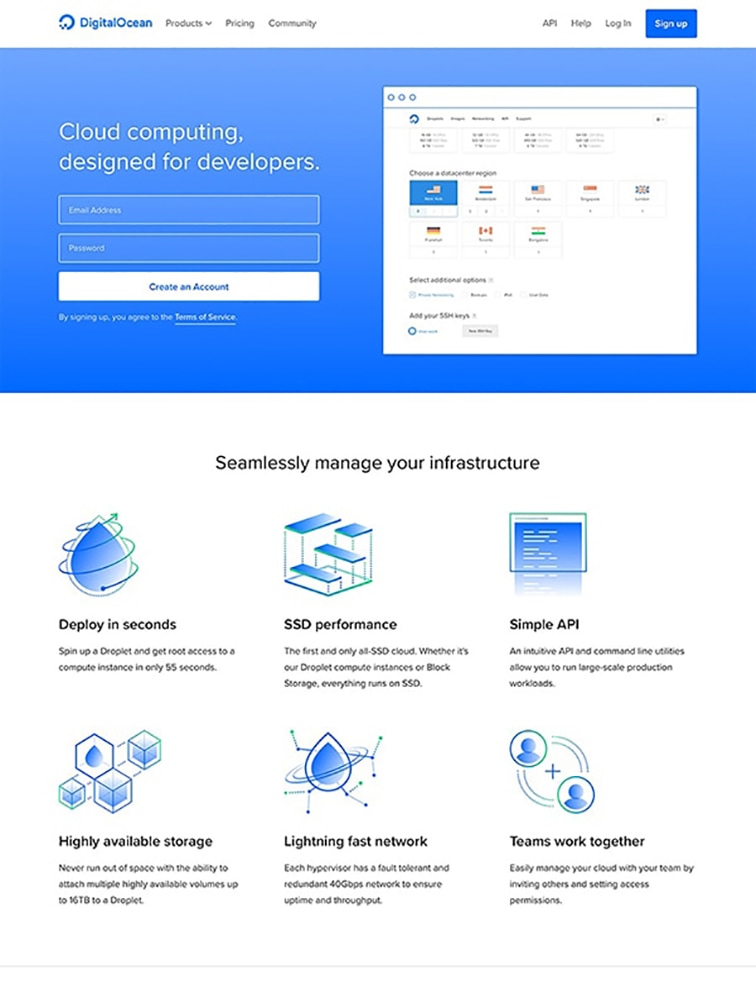 DigitalOcean
Products
Pricing
Community
API
Help
Log In
Sign up
Cloud computing,
designed for developers.
Email Address
Password
Create an Account
By signing up, you agree to the Terms of Service.
Droplets
Images
Networking
API
Support
Choose a datacenter region
New York
Amsterdam
San Francisco
Singapore
London
Frankfurt
Toronto
Bangalore
Select additional options
Private Networking
Backups
IPv6
User Data
Add your SSH keys
New SSH Key
Seamlessly manage your infrastructure
Deploy in seconds
Spin up a Droplet and get root access to a
compute instance in only 55 seconds.
SSD performance
The first and only all-SSD cloud. Whether it's
our Droplet compute instances or Block
Storage, everything runs on SSD.
Simple API
An intuitive API and command line utilities
allow you to run large-scale production
workloads.
Highly available storage
Never run out of space with the ability to
attach multiple highly available volumes up
to 16TB to a Droplet.
Lightning fast network
Each hypervisor has a fault tolerant and
redundant 40Gbps network to ensure
uptime and throughput.
Teams work together
Easily manage your cloud with your team by
inviting others and setting access
permissions.